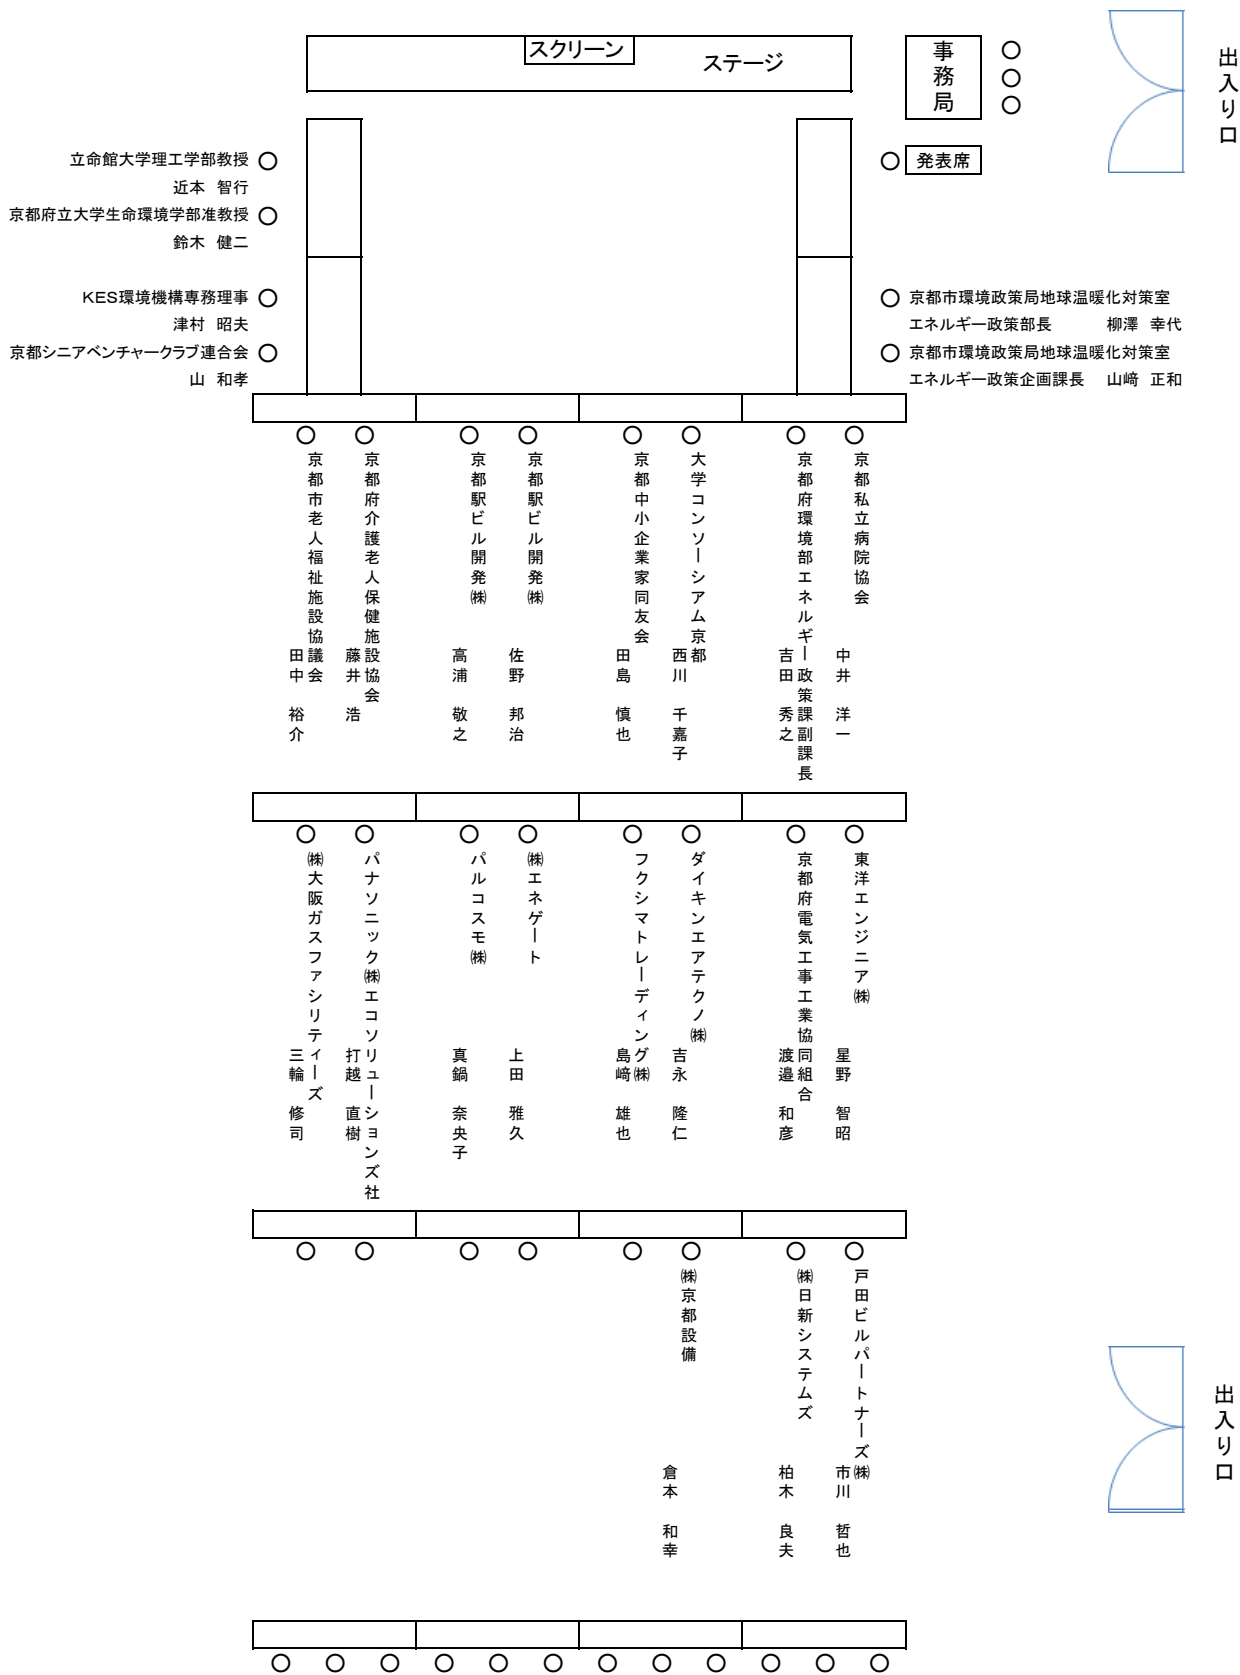 スクリーン
ステージ
事務局
出入り口
発表席
立命館大学理工学部教授
近本 智行
京都府立大学生命環境学部准教授
鈴木 健二
KES環境機構専務理事
津村 昭夫
京都シニアベンチャークラブ連合会
山 和孝
京都市環境政策局地球温暖化対策室
エネルギー政策部長 柳澤 幸代
京都市環境政策局地球温暖化対策室
エネルギー政策企画課長 山﨑 正和
京都市老人福祉施設協議会
田中 裕介
京都府介護老人保健施設協会
藤井 浩
京都駅ビル開発㈱
高浦 敬之
京都駅ビル開発㈱
佐野 邦治
京都中小企業家同友会
田島 慎也
大学コンソーシアム京都
西川 千嘉子
京都府環境部エネルギー政策課副課長
吉田 秀之
京都私立病院協会
中井 洋一
㈱大阪ガスファシリティーズ
三輪 修司
パナソニック㈱エコソリューションズ社
打越 直樹
パルコスモ㈱
真鍋 奈央子
㈱エネゲート
上田 雅久
フクシマトレーディング㈱
島﨑 雄也
ダイキンエアテクノ㈱
吉永 隆仁
京都府電気工事工業協同組合
渡邉 和彦
東洋エンジニア㈱
星野 智昭
㈱京都設備
倉本 和幸
㈱日新システムズ
柏木 良夫
戸田ビルパートナーズ㈱
市川 哲也
出入り口